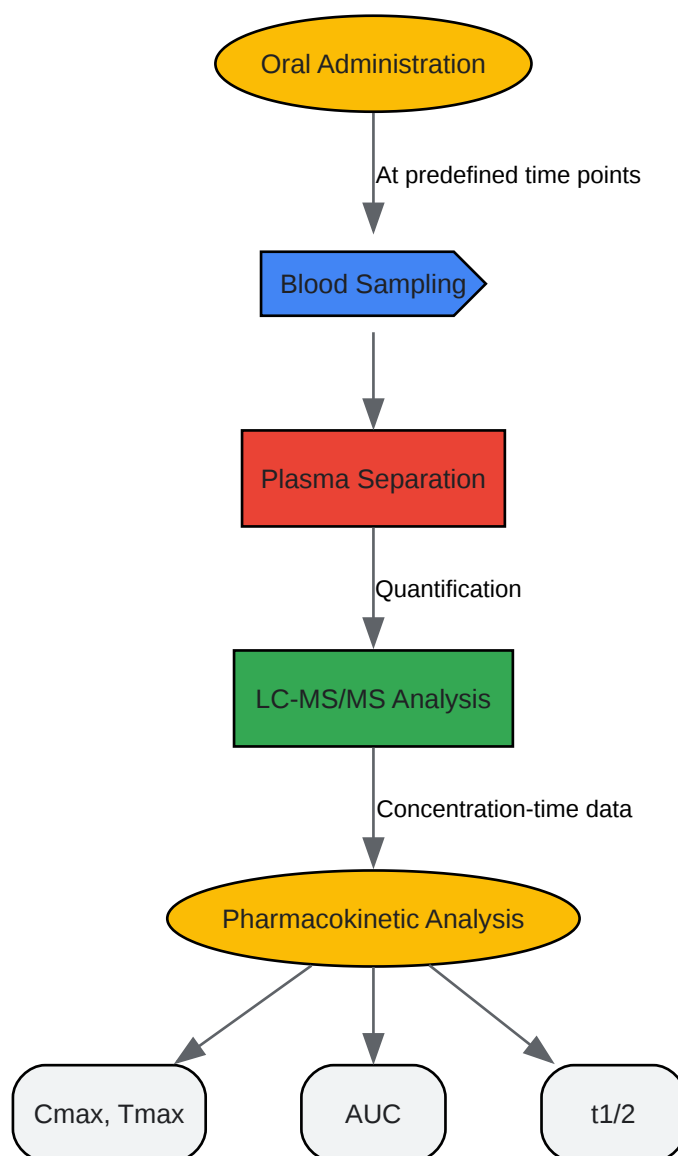 Oral Administration
At predefined time points
Blood Sampling
Plasma Separation
Quantification
LC-MS/MS Analysis
Concentration-time data
Pharmacokinetic Analysis
Cmax, Tmax
AUC
t1/2